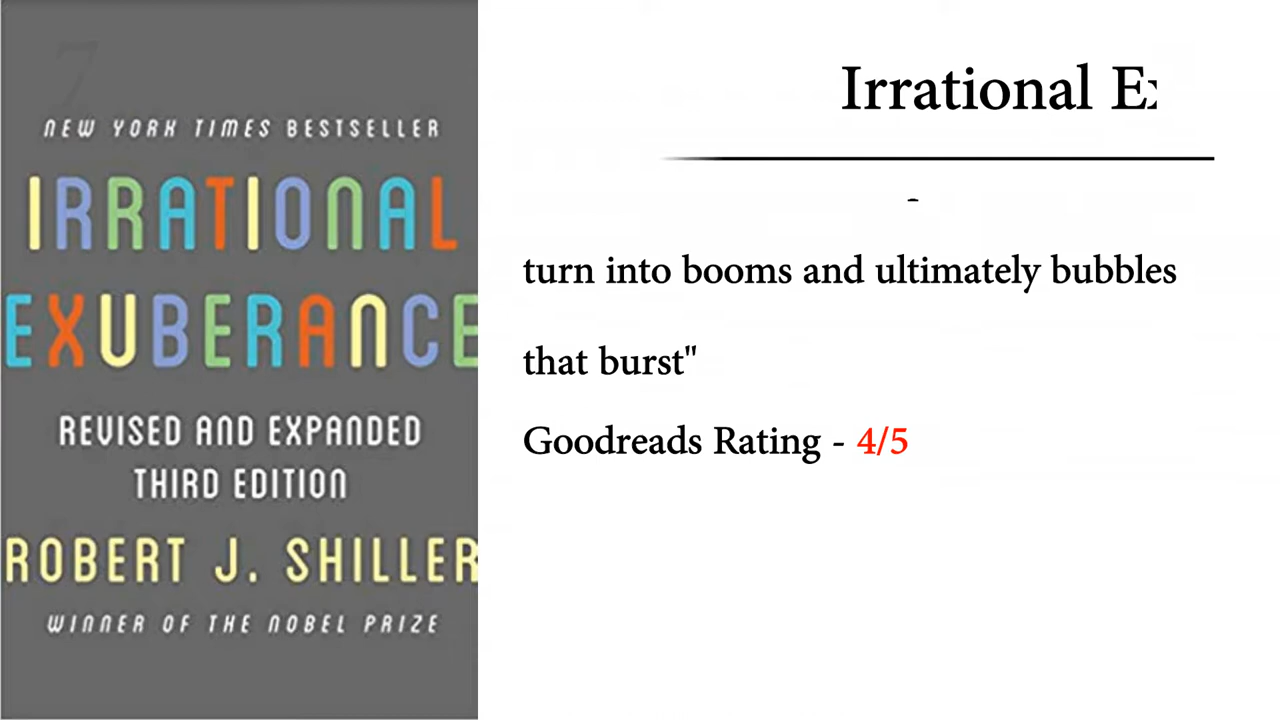 7
NEW YORK TIMES BESTSELLER
IRRATIONAL
EXUBERANCE
REVISED AND EXPANDED
THIRD EDITION
ROBERT J. SHILLER
WINNER OF THE NOBEL PRIZE
Irrational E
-
turn into booms and ultimately bubbles
that burst"
Goodreads Rating - 4/5